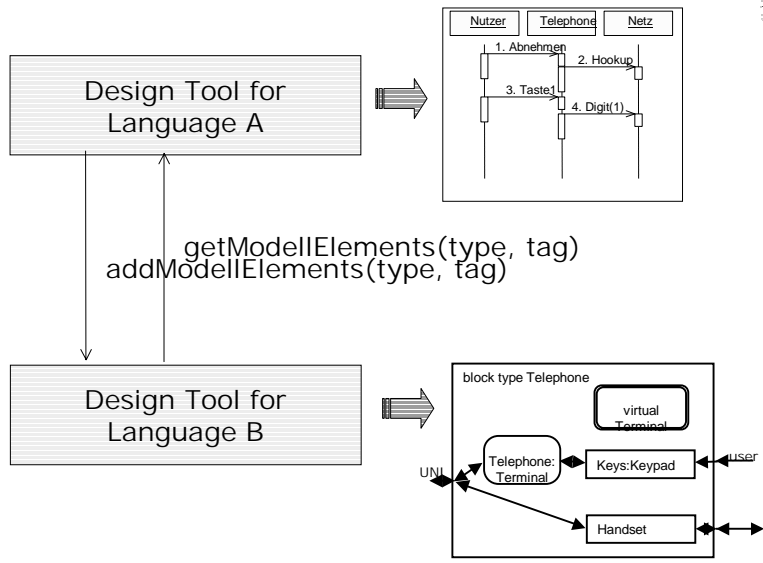 Nutzer Telephone Netz
1. Abnehmen
2. Hookup
3. Taste1
4. Digit(1)
Design Tool for
Language A
getModellElements(type, tag)
addModellElements(type, tag)
Design Tool for
Language B
block type Telephone
virtual
Terminal
Telephone:
Terminal
Keys:Keypad
user
UNI
Handset